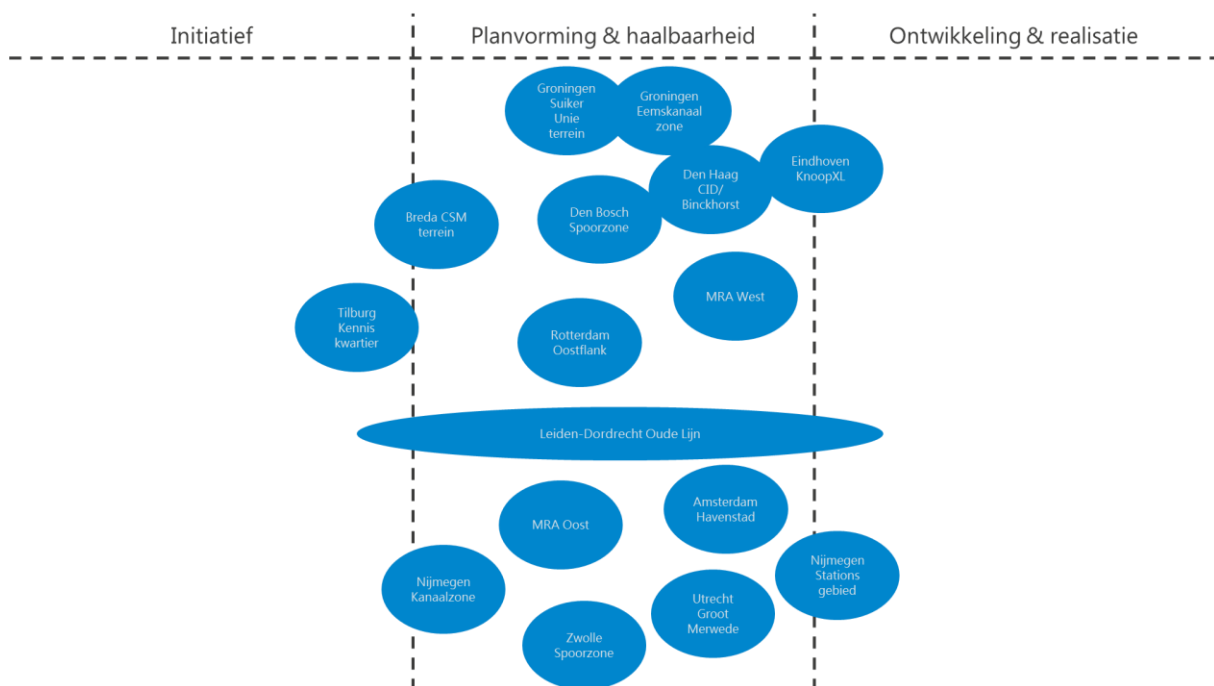 Initiatief
Planvorming & haalbaarheid
Ontwikkeling & realisatie
Groningen
Suiker
Unie
terrein
Groningen
Eemskanaal
zone
Eindhoven
KnoopXL
Den Haag
CID/
Binckhorst
Breda CSM
terrein
Den Bosch
Spoorzone
MRA West
Tilburg
Kennis
kwartier
Rotterdam
Oostflank
Leiden-Dordrecht Oude Lijn
Amsterdam
Havenstad
MRA Oost
Nijmegen
Kanaalzone
Nijmegen
Stations
gebied
Utrecht
Groot
Merwede
Zwolle
Spoorzone